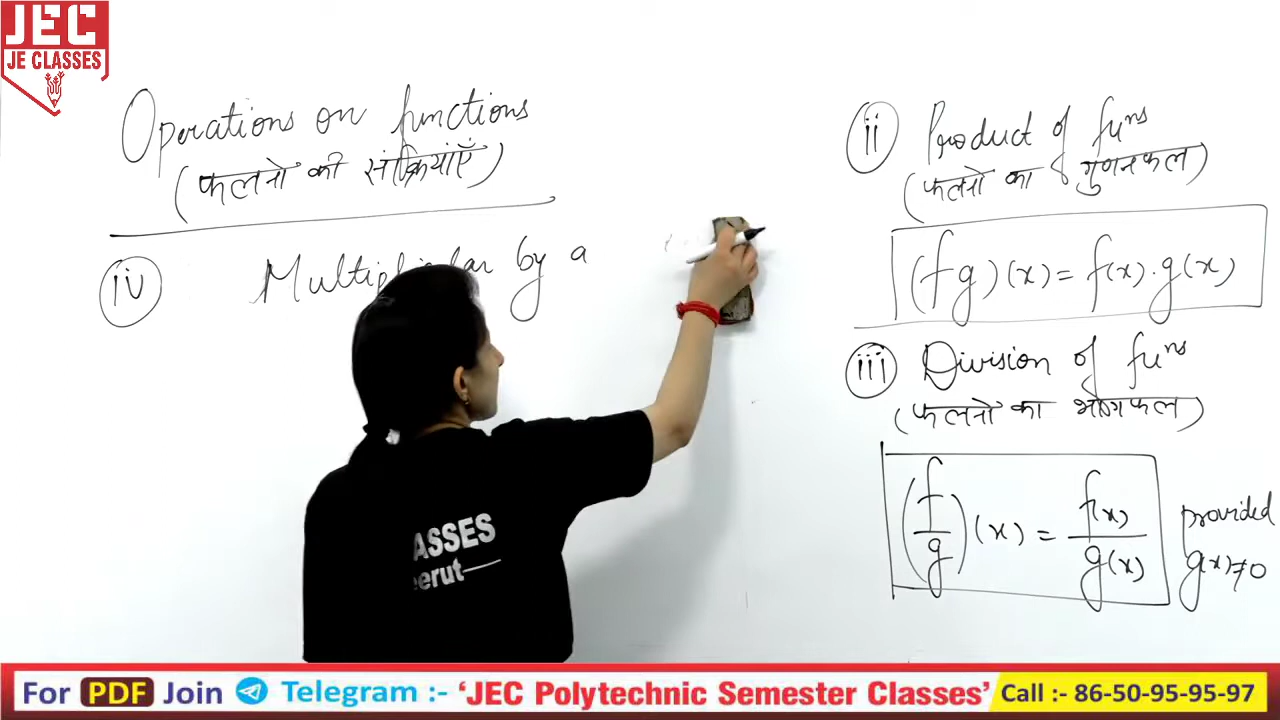 JEC
JE CLASSES
Operations on functions
(फलनो की संक्रियाएँ)
iv Multipliclar by a
ii Product of fuⁿˢ
(फलनो का गुणनफल)
(fg)(x) = f(x).g(x)
iii Division of fuⁿˢ
(फलनो का भागफल)
(f/g)(x) = f(x)/g(x) provided g(x)≠0
ASSES
eerut
For PDF Join Telegram :- ‘JEC Polytechnic Semester Classes’ Call :- 86-50-95-95-97